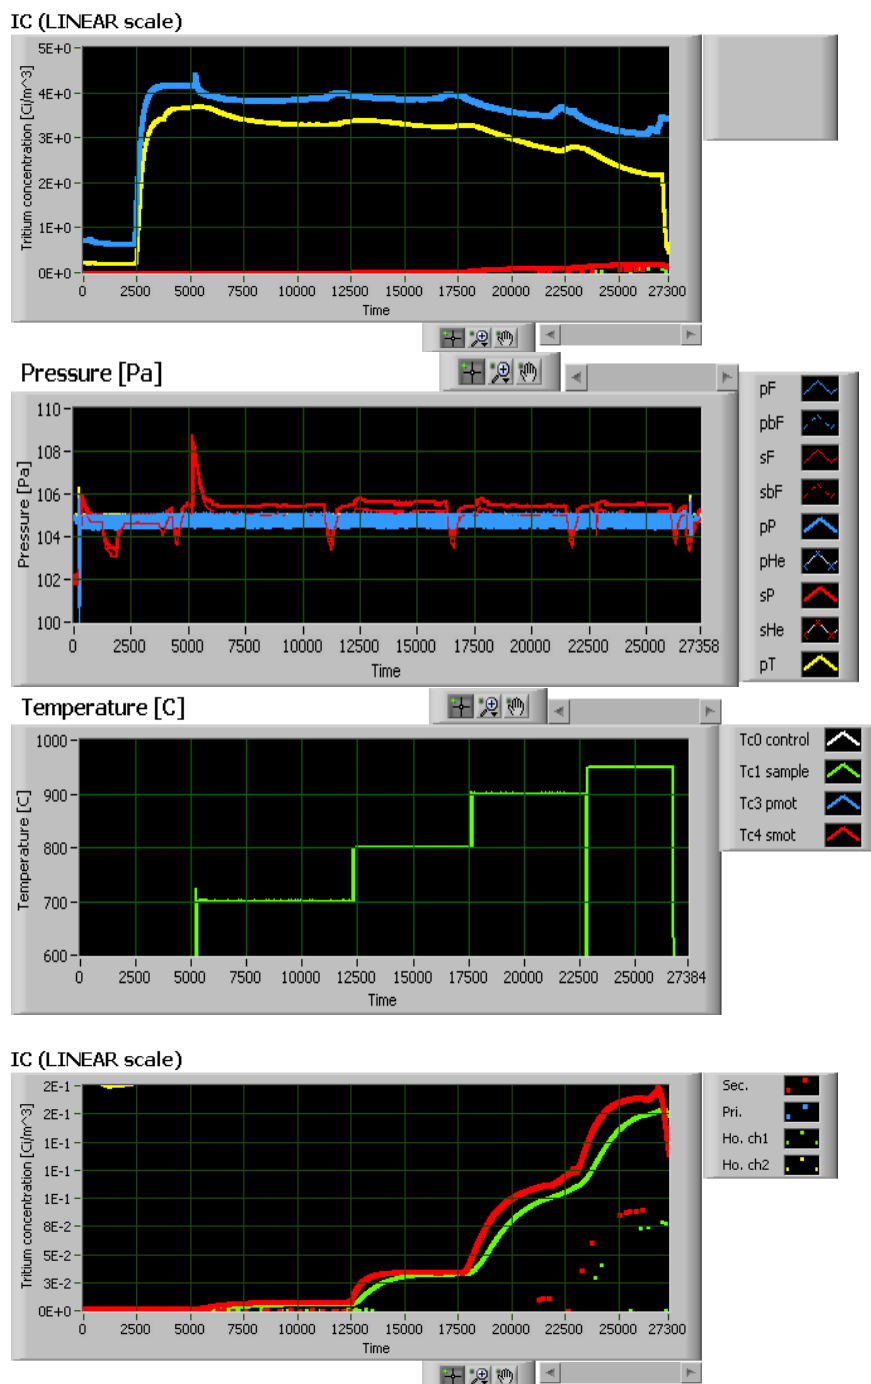 IC (LINEAR scale)
Tritium concentration [Ci/m^3]
5E+0
4E+0
3E+0
2E+0
1E+0
0E+0
0 2500 5000 7500 10000 12500 15000 17500 20000 22500 25000 27300
Time
Pressure [Pa]
Pressure [Pa]
110
108
106
104
102
100
0 2500 5000 7500 10000 12500 15000 17500 20000 22500 25000 27358
Time
pF
pbF
sF
sbF
pP
pHe
sP
sHe
pT
Temperature [C]
Temperature [C]
1000
900
800
700
600
0 2500 5000 7500 10000 12500 15000 17500 20000 22500 25000 27384
Time
Tc0 control
Tc1 sample
Tc3 pmot
Tc4 smot
IC (LINEAR scale)
Tritium concentration [Ci/m^3]
2E-1
2E-1
1E-1
1E-1
1E-1
8E-2
5E-2
3E-2
0E+0
0 2500 5000 7500 10000 12500 15000 17500 20000 22500 25000 27300
Time
Sec.
Pri.
Ho. ch1
Ho. ch2